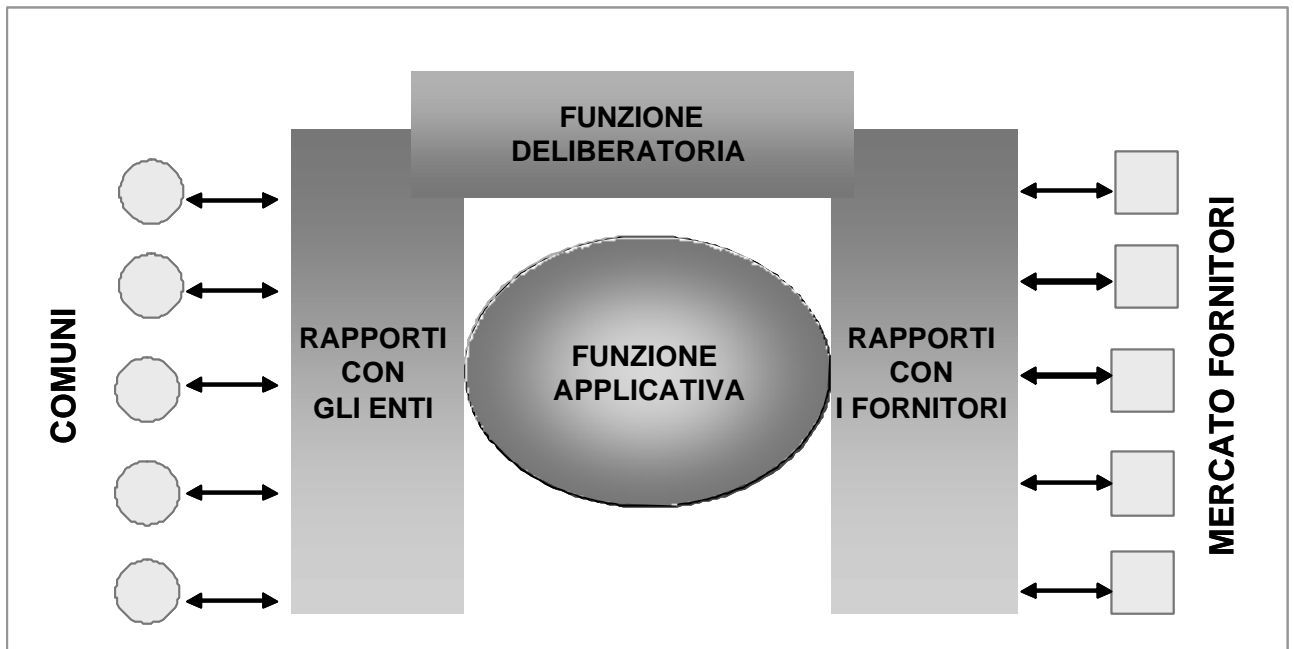 FUNZIONE
DELIBERATORIA
COMUNI
RAPPORTI
CON
GLI ENTI
FUNZIONE
APPLICATIVA
RAPPORTI
CON
I FORNITORI
MERCATO FORNITORI